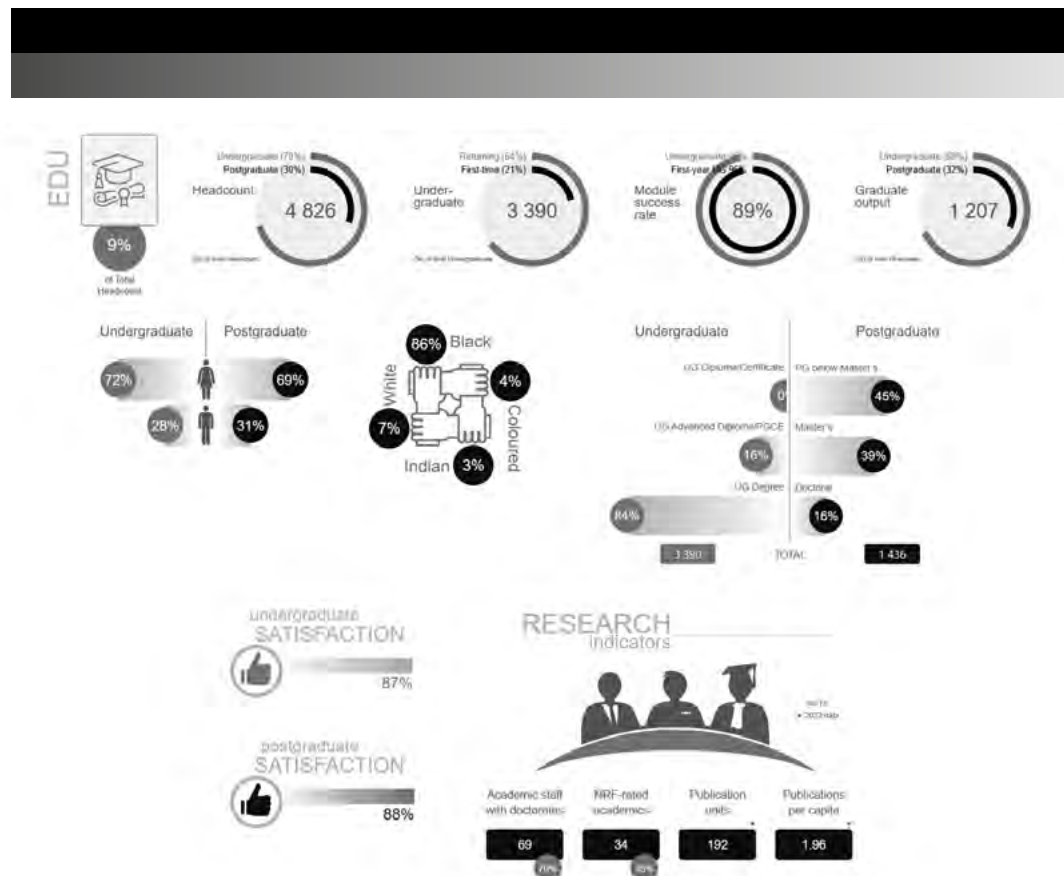 EDU
9%
of Total
Headcount
Undergraduate (70%)
Postgraduate (30%)
Headcount
4 826
Returning (64%)
First-time (21%)
Under-
graduate
3 390
Undergraduate
First-year
Module
success
rate
89%
Undergraduate (68%)
Postgraduate (32%)
Graduate
output
1 207
Undergraduate
Postgraduate
72%
69%
28%
31%
86%
Black
White
4%
7%
Coloured
Indian
3%
Undergraduate
Postgraduate
UG Diploma/Certificate
PG below Master's
0
45%
UG Advanced Diploma/PGCE
Master's
16%
39%
UG Degree
Doctoral
84%
16%
3 390
TOTAL
1 436
undergraduate
SATISFACTION
87%
postgraduate
SATISFACTION
88%
RESEARCH
indicators
Academic staff
with doctorates
NRF-rated
academics
Publication
units
Publications
per capita
69
34
192
1.96